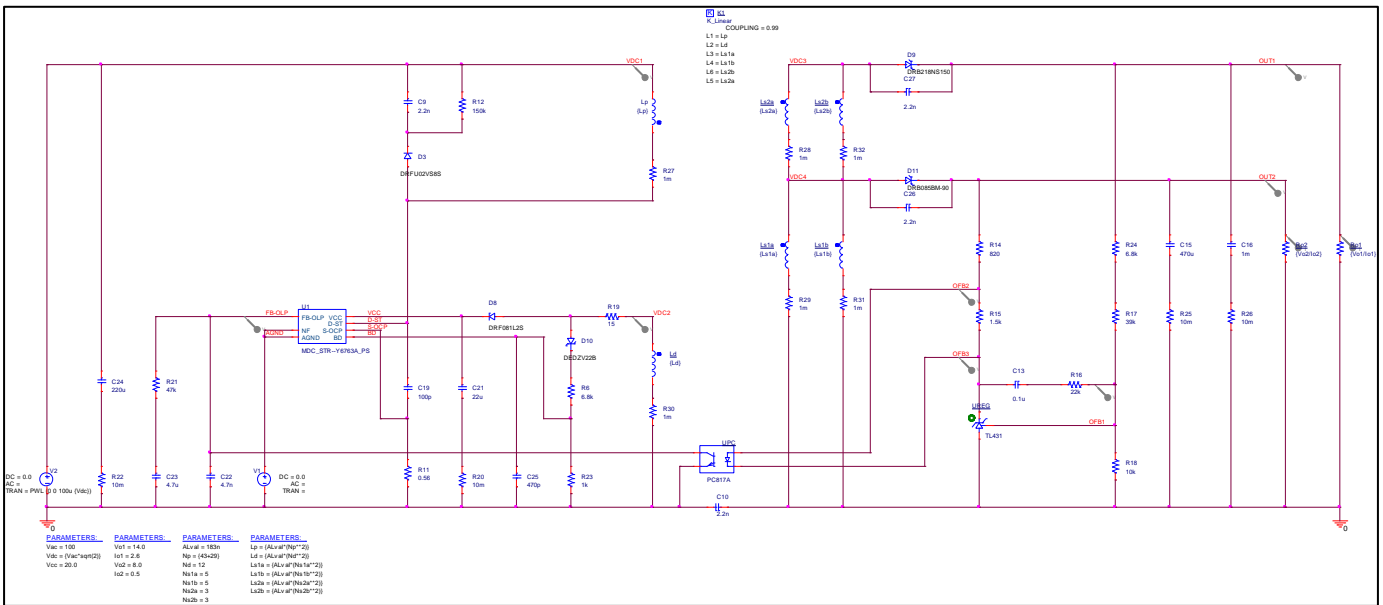 K K1
K_Linear
COUPLING = 0.99
L1 = Lp
L2 = Ld
L3 = Ls1a
L4 = Ls1b
L6 = Ls2b
L5 = Ls2a
VDC1
VDC3
D9
DRB218NS150
C27
2.2n
OUT1
C9
2.2n
R12
150k
Lp
{Lp}
Ls2a
{Ls2a}
Ls2b
{Ls2b}
D3
DRFU02VS8S
R27
1m
R28
1m
R32
1m
VDC4
D11
DRB085BM-90
C26
2.2n
OUT2
Ls1a
{Ls1a}
Ls1b
{Ls1b}
R14
820
R24
6.8k
C15
470u
C16
1m
Ro2
{Vo2/Io2}
Ro1
{Vo1/Io1}
OFB2
R29
1m
R31
1m
R15
1.5k
R17
39k
R25
10m
R26
10m
U1
FB-OLP
AGND
FB-OLP VCC
D-ST
NF S-OCP
AGND BD
VCC
D-ST
S-OCP
BD
MDC_STR--Y6763A_PS
D8
DRF081L2S
R19
15
VDC2
D10
DEDZV22B
Ld
{Ld}
OFB3
C24
220u
R21
47k
C19
100p
C21
22u
R6
6.8k
R30
1m
C13
0.1u
R16
22k
UREG
TL431
OFB1
UPC
PC817A
V2
DC = 0.0
AC =
TRAN = PWL (0 0 100u {Vdc})
R22
10m
C23
4.7u
C22
4.7n
V1
DC = 0.0
AC =
TRAN =
R11
0.56
R20
10m
C25
470p
R23
1k
R18
10k
C10
2.2n
0
0
PARAMETERS: PARAMETERS: PARAMETERS: PARAMETERS:
Vac = 100 Vo1 = 14.0 ALval = 183n Lp = {ALval*(Np**2)}
Vdc = {Vac*sqrt(2)} Io1 = 2.6 Np = {43+29} Ld = {ALval*(Nd**2)}
Vcc = 20.0 Vo2 = 8.0 Nd = 12 Ls1a = {ALval*(Ns1a**2)}
Io2 = 0.5 Ns1a = 5 Ls1b = {ALval*(Ns1b**2)}
Ns1b = 5 Ls2a = {ALval*(Ns2a**2)}
Ns2a = 3 Ls2b = {ALval*(Ns2b**2)}
Ns2b = 3